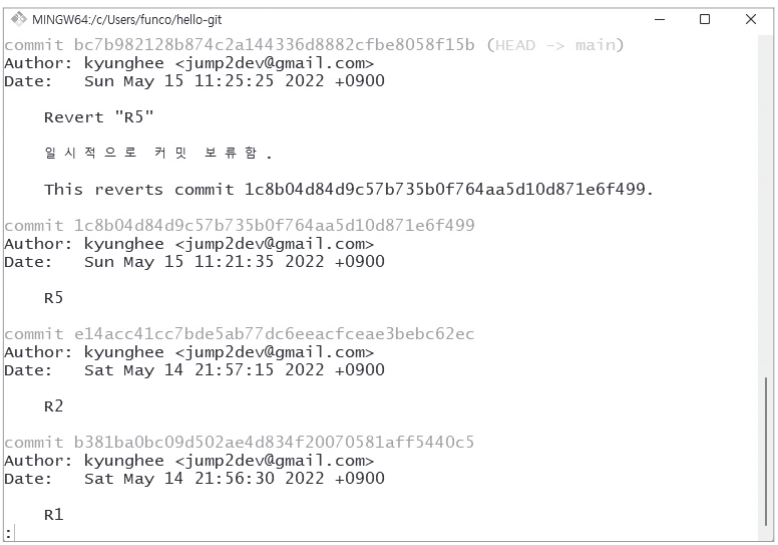 MINGW64:/c/Users/funco/hello-git
commit bc7b982128b874c2a144336d8882cfbe8058f15b (HEAD -> main)
Author: kyunghee <jump2dev@gmail.com>
Date:   Sun May 15 11:25:25 2022 +0900
Revert "R5"
일시적으로 커밋 보류함.
This reverts commit 1c8b04d84d9c57b735b0f764aa5d10d871e6f499.
commit 1c8b04d84d9c57b735b0f764aa5d10d871e6f499
Author: kyunghee <jump2dev@gmail.com>
Date:   Sun May 15 11:21:35 2022 +0900
R5
commit e14acc41cc7bde5ab77dc6eeacfceae3bebc62ec
Author: kyunghee <jump2dev@gmail.com>
Date:   Sat May 14 21:57:15 2022 +0900
R2
commit b381ba0bc09d502ae4d834f20070581aff5440c5
Author: kyunghee <jump2dev@gmail.com>
Date:   Sat May 14 21:56:30 2022 +0900
R1
: